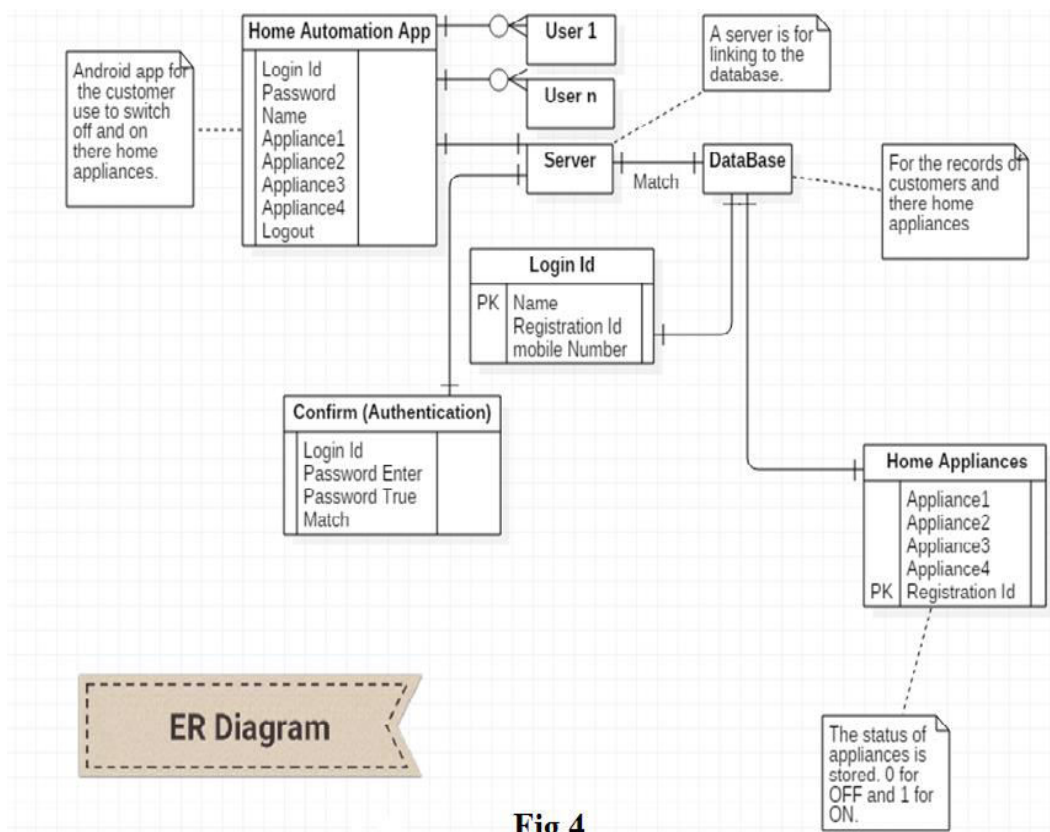 Home Automation App
Login Id
Password
Name
Appliance1
Appliance2
Appliance3
Appliance4
Logout
Android app for
the customer
use to switch
off and on
there home
appliances.
User 1
User n
A server is for
linking to the
database.
Server
Match
DataBase
For the records of
customers and
there home
appliances
Login Id
PK Name
Registration Id
mobile Number
Confirm (Authentication)
Login Id
Password Enter
Password True
Match
Home Appliances
Appliance1
Appliance2
Appliance3
Appliance4
PK Registration Id
The status of
appliances is
stored. 0 for
OFF and 1 for
ON.
ER Diagram
Fig 4